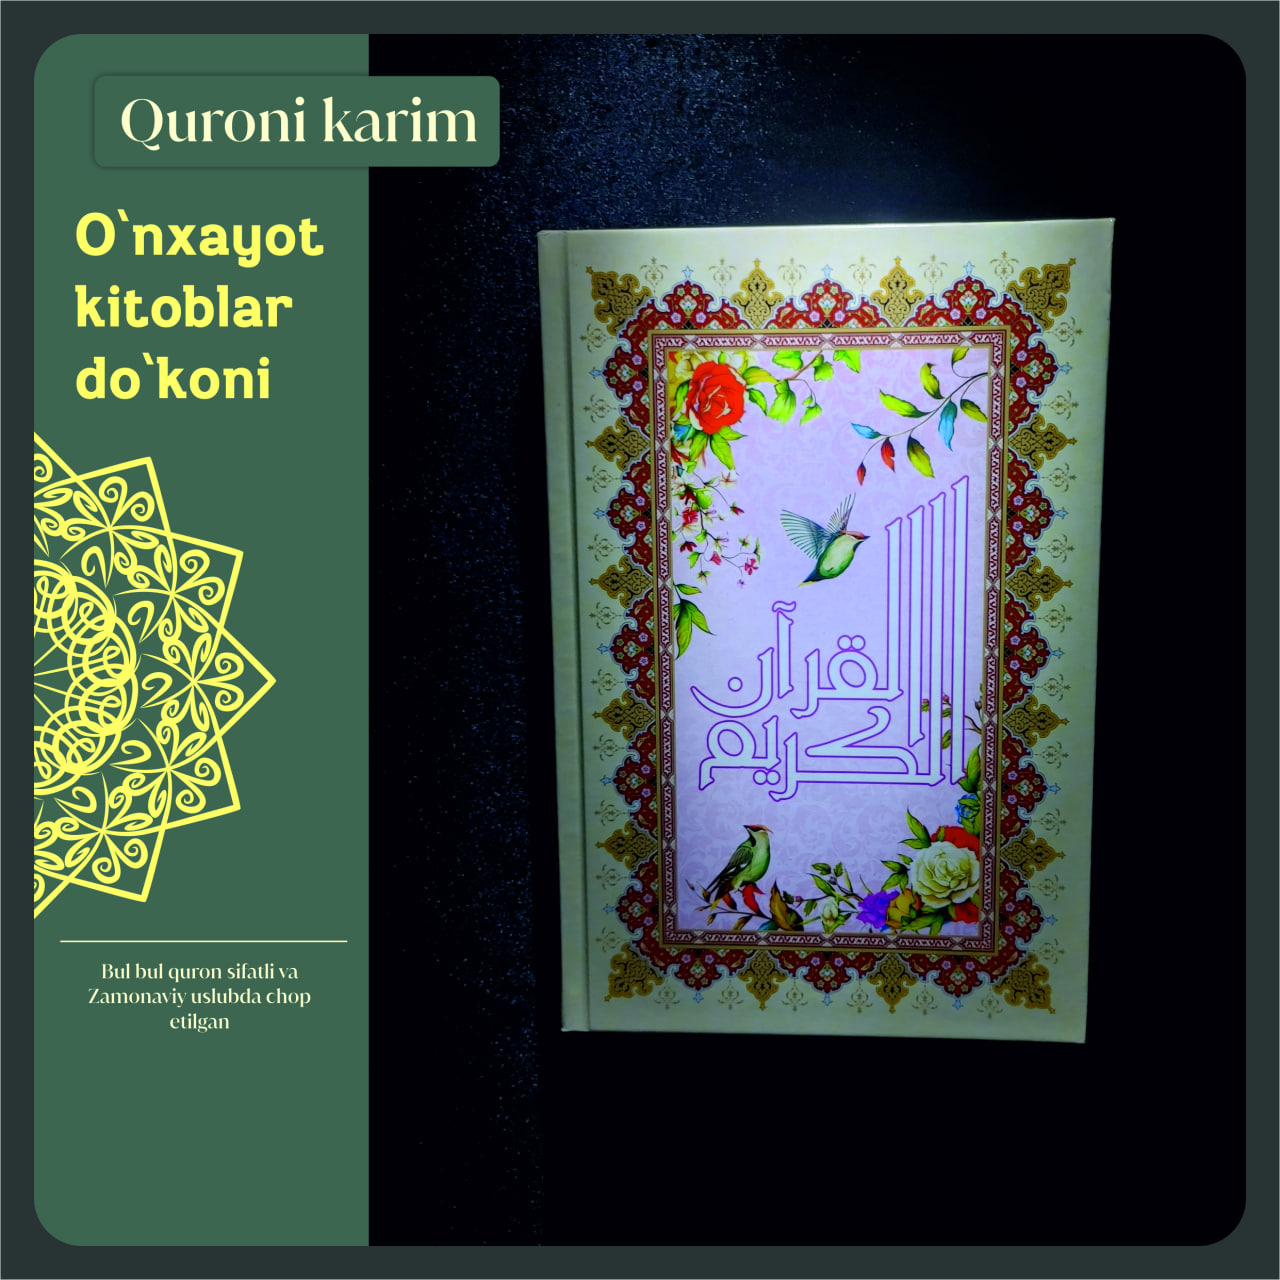 Quroni karim
O`nxayot
kitoblar
do`koni
القرآن
الكريم
Bul bul quron sifatli va
Zamonaviy uslubda chop
etilgan